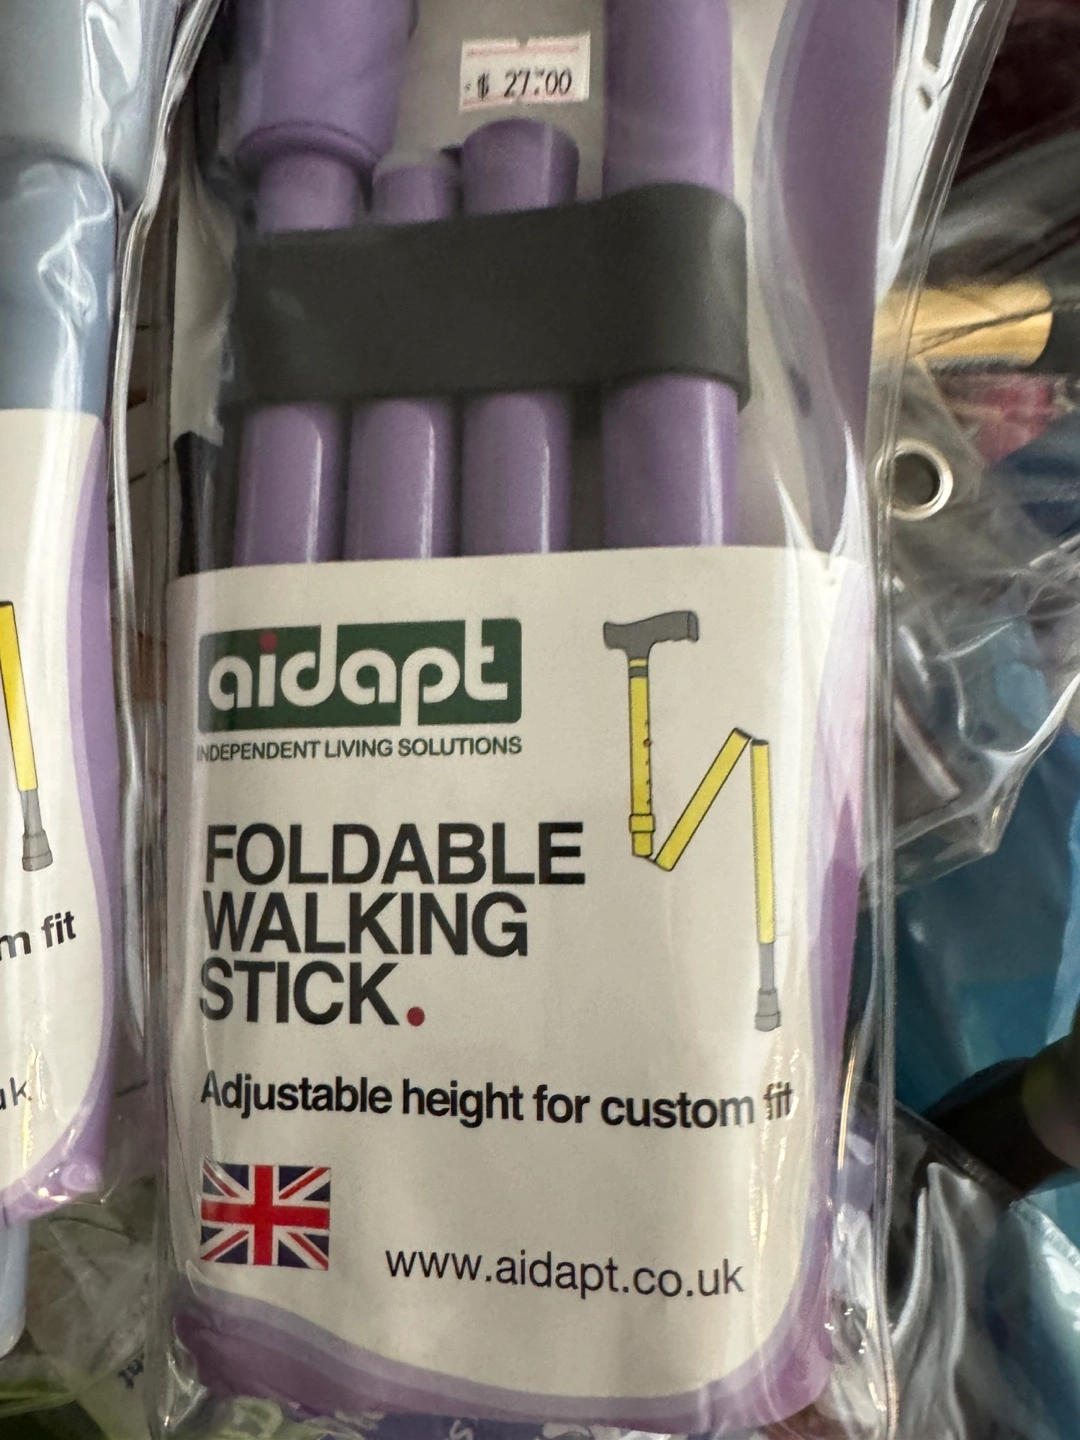 $ 27.00
aidapt
INDEPENDENT LIVING SOLUTIONS
FOLDABLE
WALKING
STICK.
Adjustable height for custom fit
www.aidapt.co.uk
m fit
uk